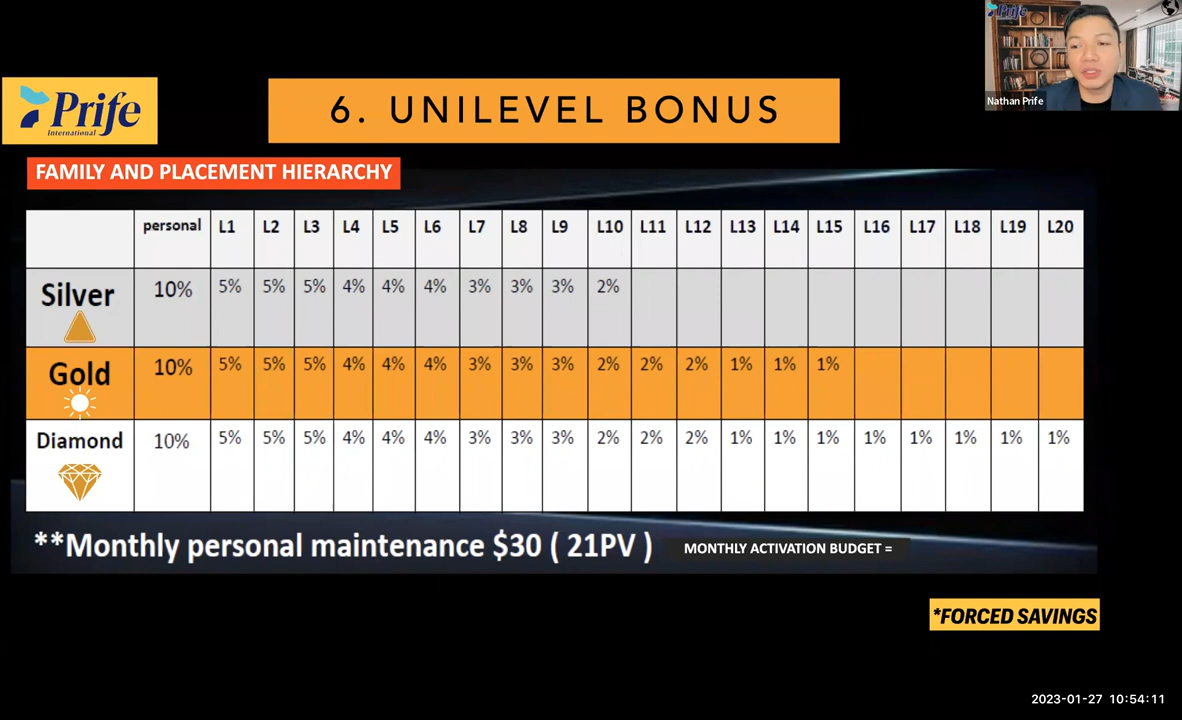 Prife
Nathan Prife
Prife
International
6. UNILEVEL BONUS
FAMILY AND PLACEMENT HIERARCHY
personal L1 L2 L3 L4 L5 L6 L7 L8 L9 L10 L11 L12 L13 L14 L15 L16 L17 L18 L19 L20
Silver 10% 5% 5% 5% 4% 4% 4% 3% 3% 3% 2%
Gold 10% 5% 5% 5% 4% 4% 4% 3% 3% 3% 2% 2% 2% 1% 1% 1%
Diamond 10% 5% 5% 5% 4% 4% 4% 3% 3% 3% 2% 2% 2% 1% 1% 1% 1% 1% 1% 1% 1%
**Monthly personal maintenance $30 ( 21PV )
MONTHLY ACTIVATION BUDGET =
*FORCED SAVINGS
2023-01-27 10:54:11